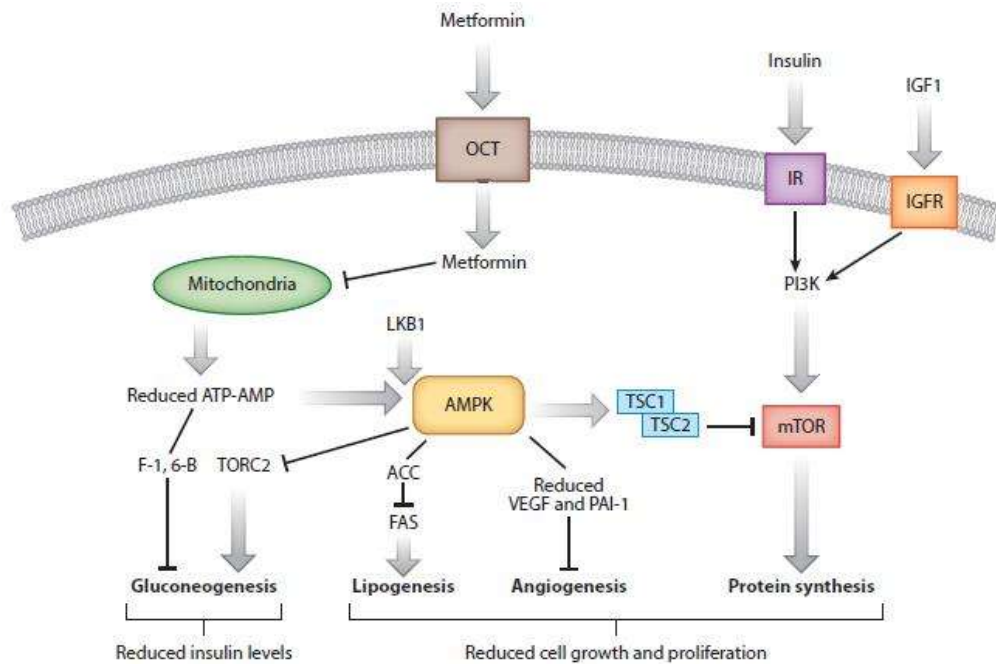 Metformin
Insulin
IGF1
OCT
IR
IGFR
Metformin
Mitochondria
PI3K
LKB1
Reduced ATP-AMP
AMPK
TSC1
TSC2
mTOR
F-1, 6-B
TORC2
ACC
Reduced
VEGF and PAI-1
FAS
Gluconeogenesis
Lipogenesis
Angiogenesis
Protein synthesis
Reduced insulin levels
Reduced cell growth and proliferation